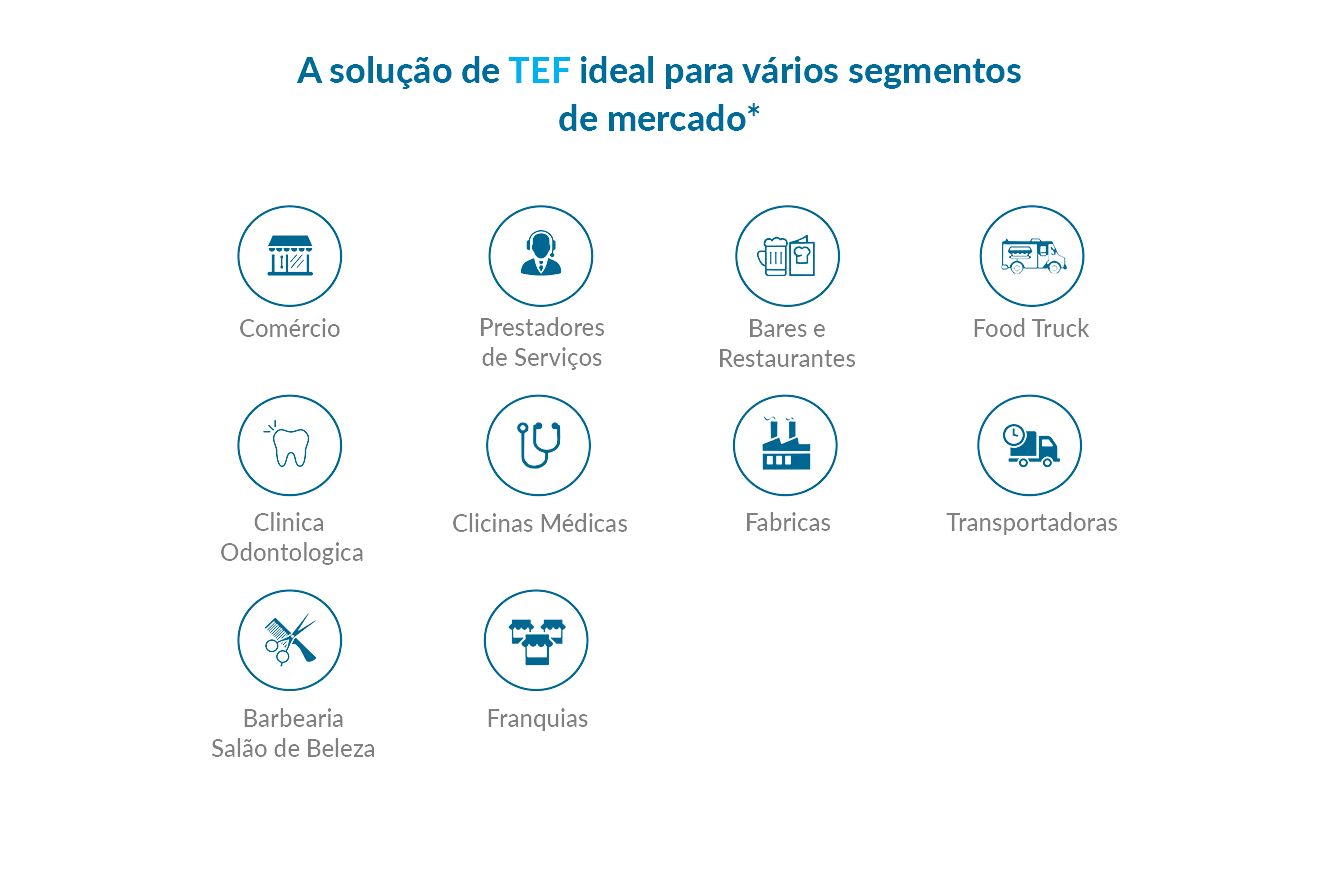 A solução de TEF ideal para vários segmentos
de mercado*
Comércio
Prestadores
de Serviços
Bares e
Restaurantes
Food Truck
Clinica
Odontologica
Clicinas Médicas
Fabricas
Transportadoras
Barbearia
Salão de Beleza
Franquias